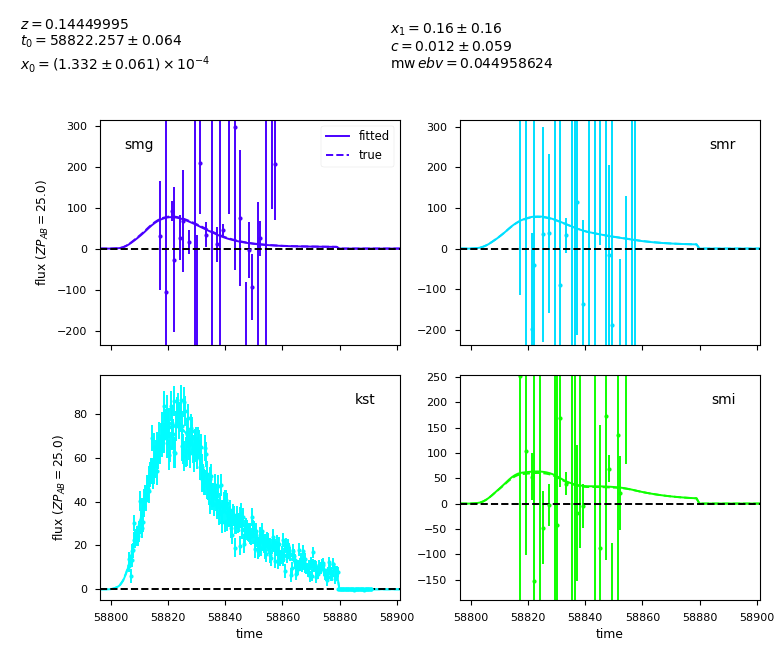 z = 0.14449995
t₀ = 58822.257 ± 0.064
x₀ = (1.332 ± 0.061) × 10⁻⁴
x₁ = 0.16 ± 0.16
c = 0.012 ± 0.059
mw ebv = 0.044958624
smg
fitted
true
300
200
100
0
−100
−200
flux (ZP_AB = 25.0)
smr
300
200
100
0
−100
−200
kst
80
60
40
20
0
flux (ZP_AB = 25.0)
58800 58820 58840 58860 58880 58900
time
smi
250
200
150
100
50
0
−50
−100
−150
58800 58820 58840 58860 58880 58900
time